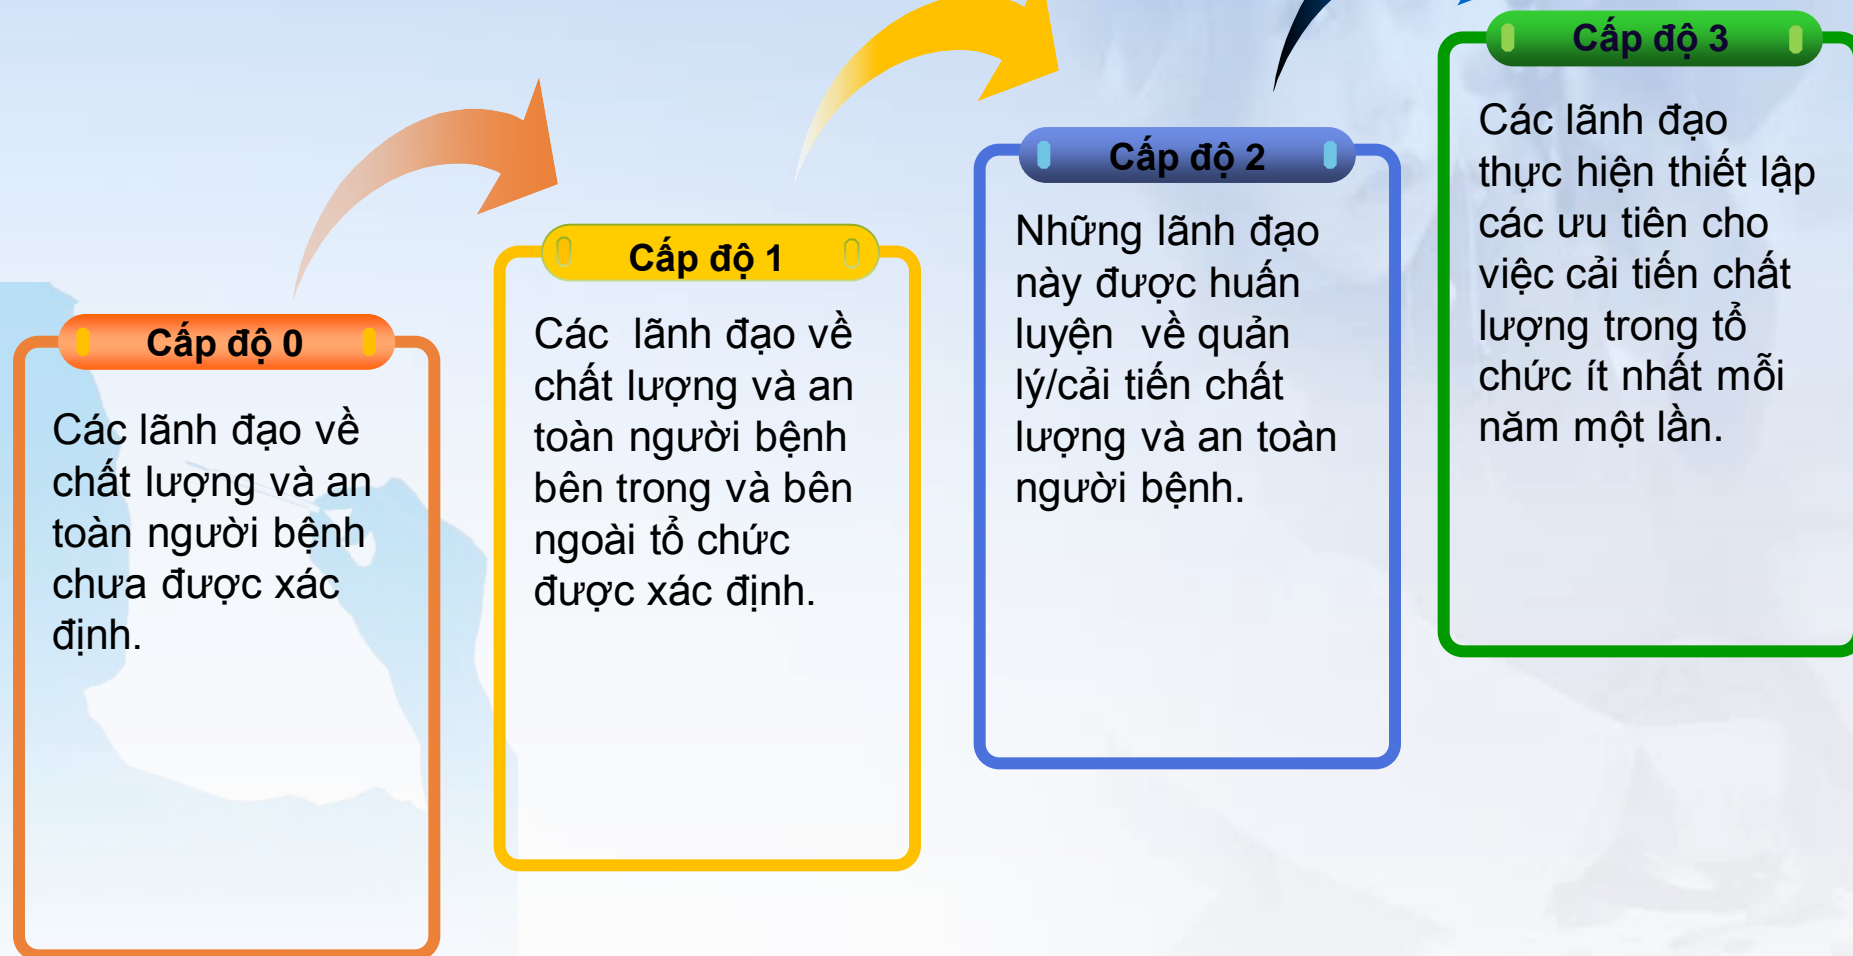 Cấp độ 0
Các lãnh đạo về
chất lượng và an
toàn người bệnh
chưa được xác
định.
Cấp độ 1
Các lãnh đạo về
chất lượng và an
toàn người bệnh
bên trong và bên
ngoài tổ chức
được xác định.
Cấp độ 2
Những lãnh đạo
này được huấn
luyện về quản
lý/cải tiến chất
lượng và an toàn
người bệnh.
Cấp độ 3
Các lãnh đạo
thực hiện thiết lập
các ưu tiên cho
việc cải tiến chất
lượng trong tổ
chức ít nhất mỗi
năm một lần.